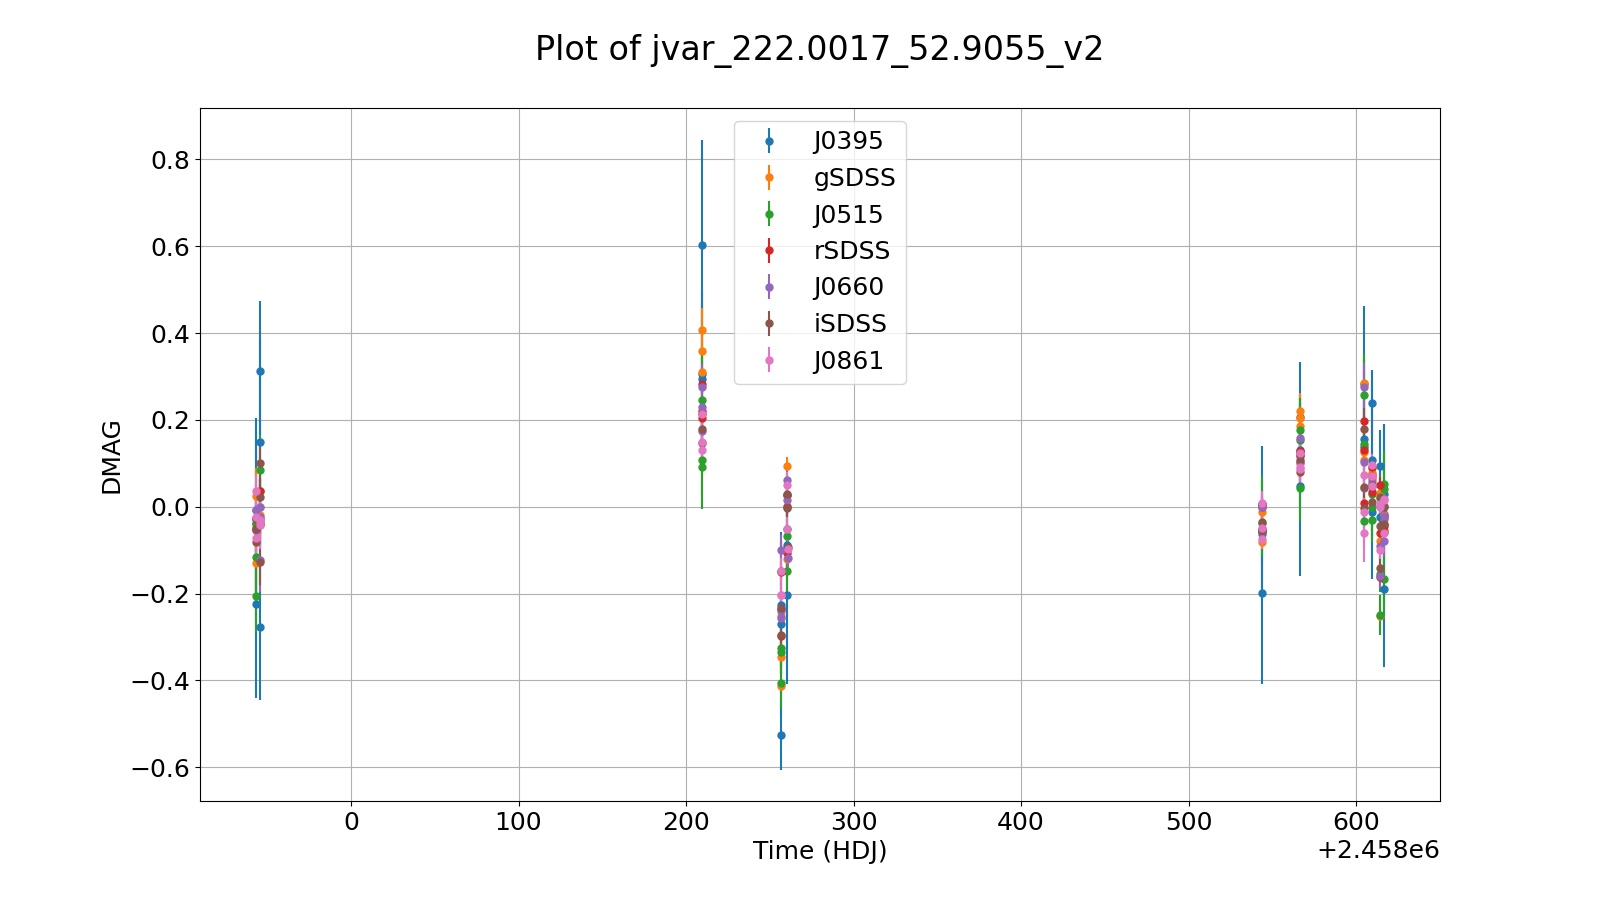 Plot of jvar_222.0017_52.9055_v2
J0395
gSDSS
J0515
rSDSS
J0660
iSDSS
J0861
0.8
0.6
0.4
0.2
0.0
−0.2
−0.4
−0.6
DMAG
0 100 200 300 400 500 600
Time (HDJ)
+2.458e6